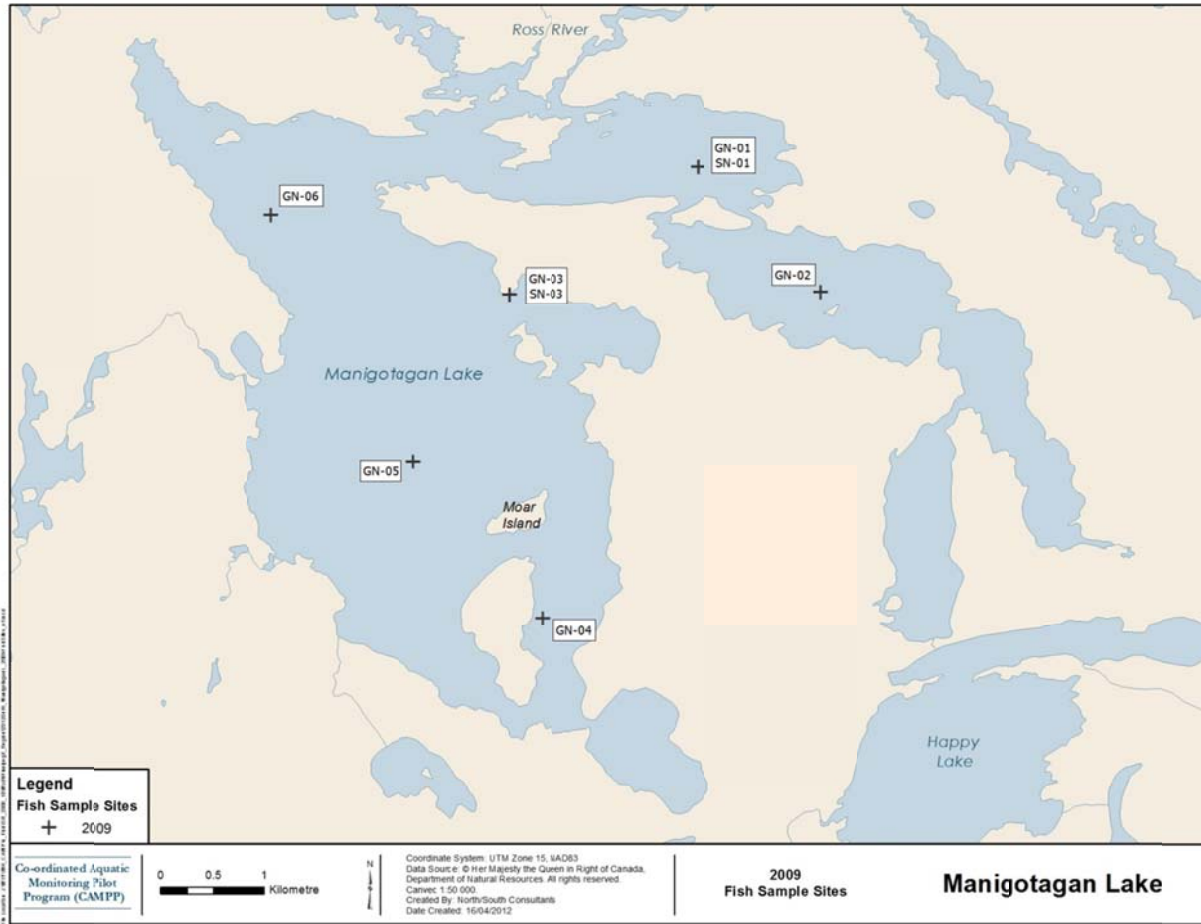 Ross River
GN-01
SN-01
GN-06
GN-03
SN-03
GN-02
Manigotagan Lake
GN-05
Moar
Island
GN-04
Happy
Lake
Legend
Fish Sample Sites
2009
Co-ordinated Aquatic
Monitoring Pilot
Program (CAMPP)
0 0.5 1
Kilometre
N
Coordinate System: UTM Zone 15, NAD83
Data Source: © Her Majesty the Queen in Right of Canada,
Department of Natural Resources. All rights reserved.
Canvec 1:50 000.
Created By: North/South Consultants
Date Created: 16/04/2012
2009
Fish Sample Sites
Manigotagan Lake